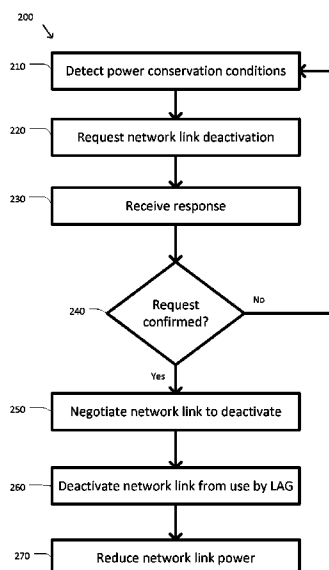 200
210
Detect power conservation conditions
220
Request network link deactivation
230
Receive response
240
Request
confirmed?
No
Yes
250
Negotiate network link to deactivate
260
Deactivate network link from use by LAG
270
Reduce network link power